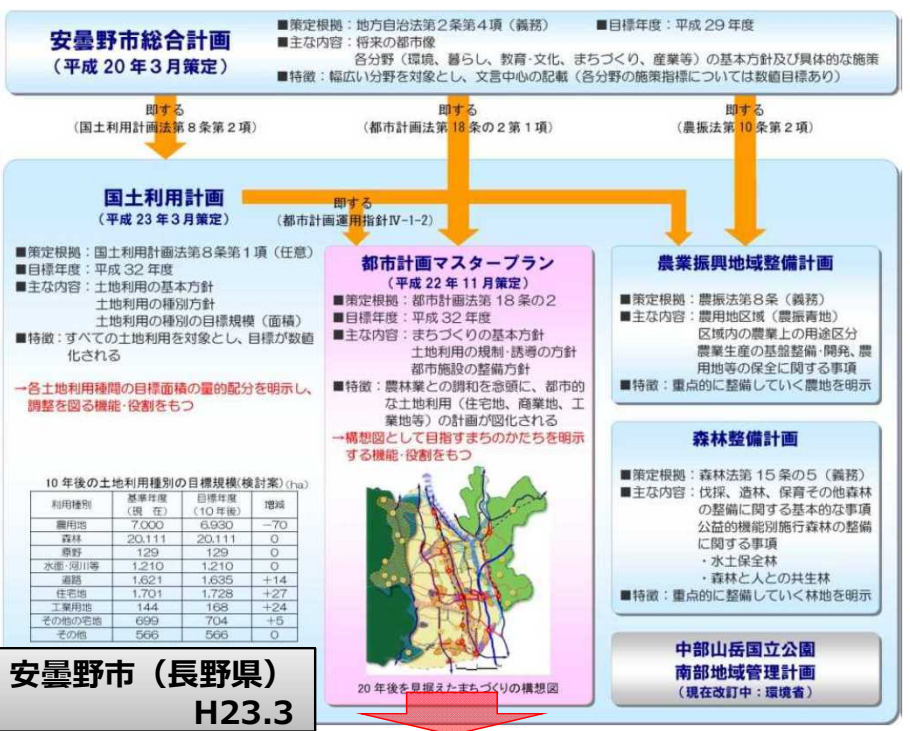 安曇野市総合計画
（平成20年3月策定）
■策定根拠：地方自治法第2条第4項（義務）　■目標年度：平成29年度
■主な内容：将来の都市像
各分野（環境、暮らし、教育・文化、まちづくり、産業等）の基本方針及び具体的な施策
■特徴：幅広い分野を対象とし、文言中心の記載（各分野の施策指標については数値目標あり）
即する
（国土利用計画法第8条第2項）
即する
（都市計画法第18条の2第1項）
即する
（農振法第10条第2項）
国土利用計画
（平成23年3月策定）
■策定根拠：国土利用計画法第8条第1項（任意）
■目標年度：平成32年度
■主な内容：土地利用の基本方針
土地利用の種別方針
土地利用の種別の目標規模（面積）
■特徴：すべての土地利用を対象とし、目標が数値
化される
→各土地利用種間の目標面積の量的配分を明示し、
調整を図る機能・役割をもつ
10年後の土地利用種別の目標規模(検討案)(ha)
利用種別　基準年度（現　在）　目標年度（10年後）　増減
農用地　7,000　6,930　−70
森林　20,111　20,111　0
原野　129　129　0
水面・河川等　1,210　1,210　0
道路　1,621　1,635　+14
住宅地　1,701　1,728　+27
工業用地　144　168　+24
その他の宅地　699　704　+5
その他　566　566　0
即する
（都市計画運用指針Ⅳ-1-2）
都市計画マスタープラン
（平成22年11月策定）
■策定根拠：都市計画法第18条の2
■目標年度：平成32年度
■主な内容：まちづくりの基本方針
土地利用の規制・誘導の方針
都市施設の整備方針
■特徴：農林業との調和を念頭に、都市的
な土地利用（住宅地、商業地、工
業地等）の計画が図化される
→構想図として目指すまちのかたちを明示
する機能・役割をもつ
20年後を見据えたまちづくりの構想図
農業振興地域整備計画
■策定根拠：農振法第8条（義務）
■主な内容：農用地区域（農振青地）
区域内の農業上の用途区分
農業生産の基盤整備・開発、農
用地等の保全に関する事項
■特徴：重点的に整備していく農地を明示
森林整備計画
■策定根拠：森林法第15条の5（義務）
■主な内容：伐採、造林、保育その他森林
の整備に関する基本的な事項
公益的機能別施行森林の整備
に関する事項
・水土保全林
・森林と人との共生林
■特徴：重点的に整備していく林地を明示
中部山岳国立公園
南部地域管理計画
（現在改訂中：環境省）
安曇野市（長野県）
H23.3